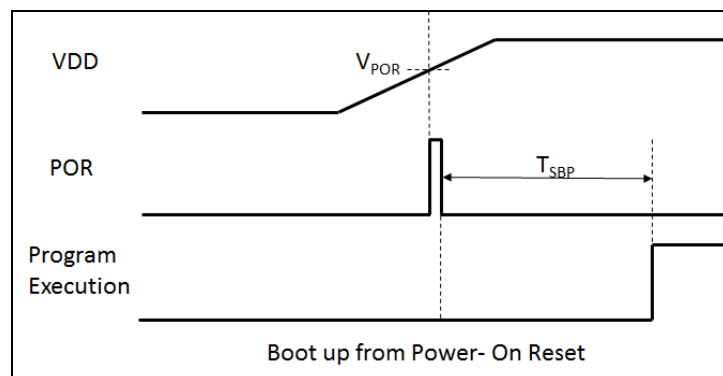 VDD
VPOR
POR
TSBP
Program
Execution
Boot up from Power- On Reset